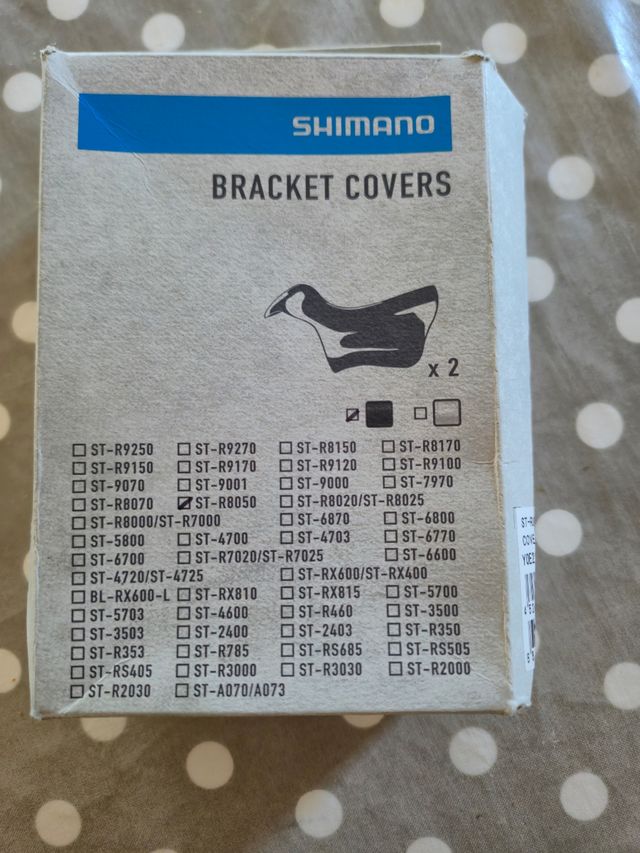 SHIMANO
BRACKET COVERS
x 2
ST-R9250 ST-R9270 ST-R8150 ST-R8170
ST-R9150 ST-R9170 ST-R9120 ST-R9100
ST-9070 ST-9001 ST-9000 ST-7970
ST-R8070 ST-R8050 ST-R8020/ST-R8025
ST-R8000/ST-R7000 ST-6870 ST-6800
ST-5800 ST-4700 ST-4703 ST-6770
ST-6700 ST-R7020/ST-R7025 ST-6600
ST-4720/ST-4725 ST-RX600/ST-RX400
BL-RX600-L ST-RX810 ST-RX815 ST-5700
ST-5703 ST-4600 ST-R460 ST-3500
ST-3503 ST-2400 ST-2403 ST-R350
ST-R353 ST-R785 ST-RS685 ST-RS505
ST-RS405 ST-R3000 ST-R3030 ST-R2000
ST-R2030 ST-A070/A073